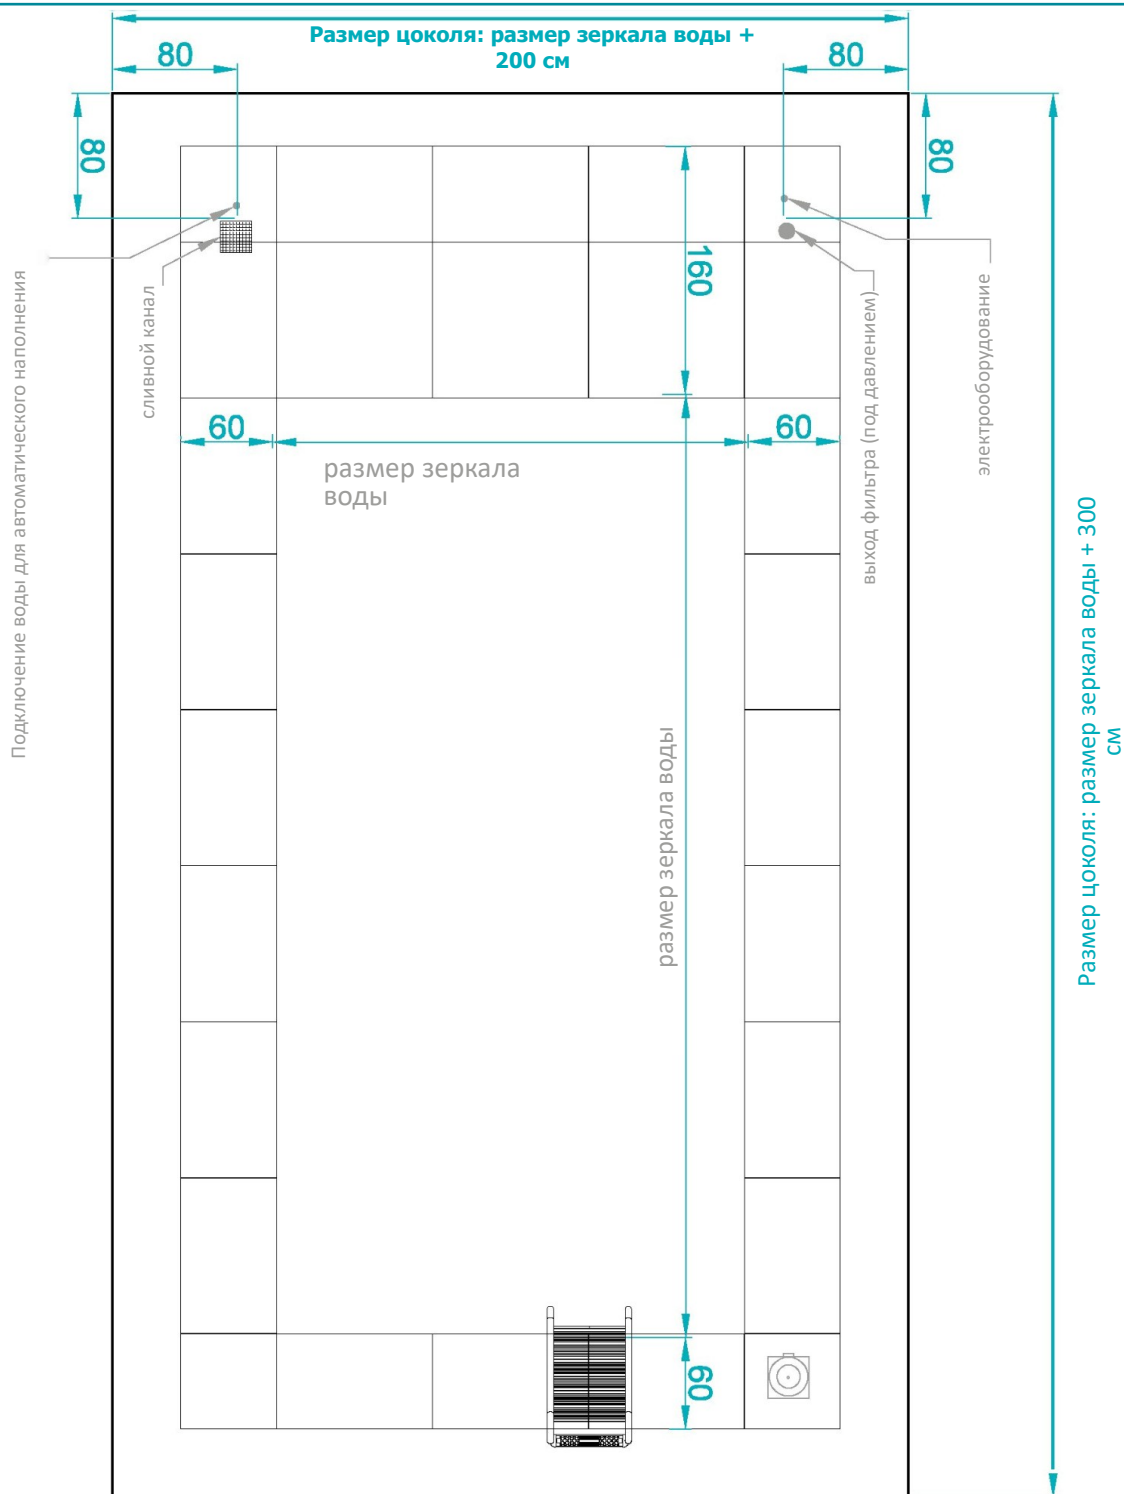 Размер цоколя: размер зеркала воды +
200 см
80
80
80
80
160
Подключение воды для автоматического наполнения
сливной канал
выход фильтра (под давлением)
электрооборудование
60
60
размер зеркала
воды
размер зеркала воды
Размер цоколя: размер зеркала воды + 300
см
60